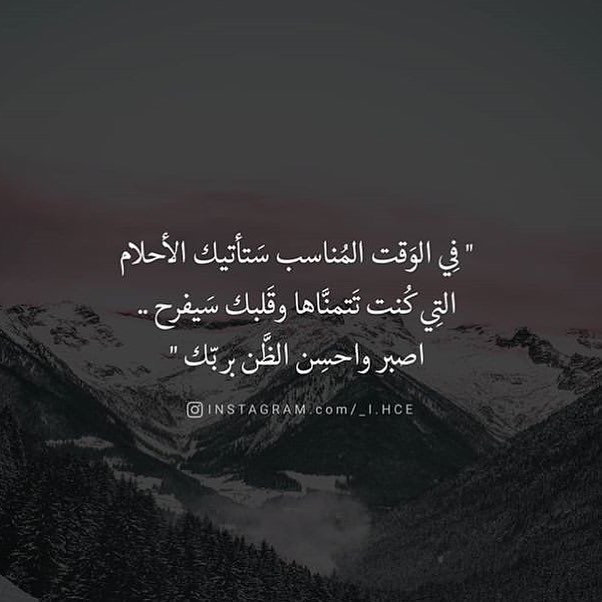 " فِي الوَقت المُناسب سَتأتيك الأحلام
التِي كُنت تَتمنَّاها وقَلبك سَيفرح ..
اصبر واحسِن الظَّن بربّك "
INSTAGRAM.com/_I.HCE